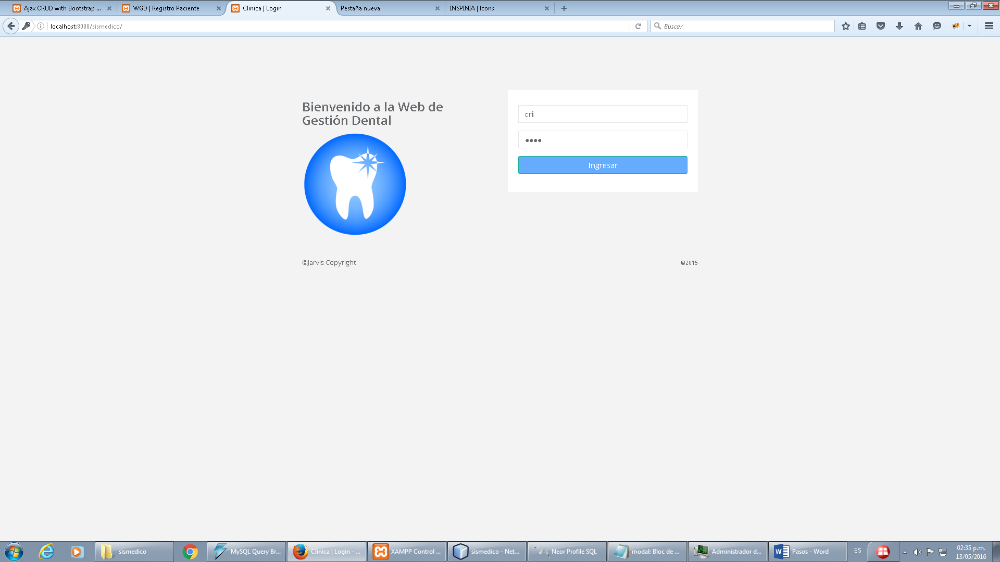 Ajax CRUD with Bootstrap ...
WGD | Registro Paciente
Clinica | Login
Pestaña nueva
INSPINIA | Icons
localhost:8080/sismedico/
Buscar
Bienvenido a la Web de
Gestión Dental
cri
Ingresar
©Jarvis Copyright
©2015
sismedico
MySQL Query Br...
Clinica | Login - ...
XAMPP Control ...
sismedico - Net...
Neor Profile SQL
modal: Bloc de ...
Administrador d...
Pasos - Word
ES
02:35 p.m.
13/05/2016